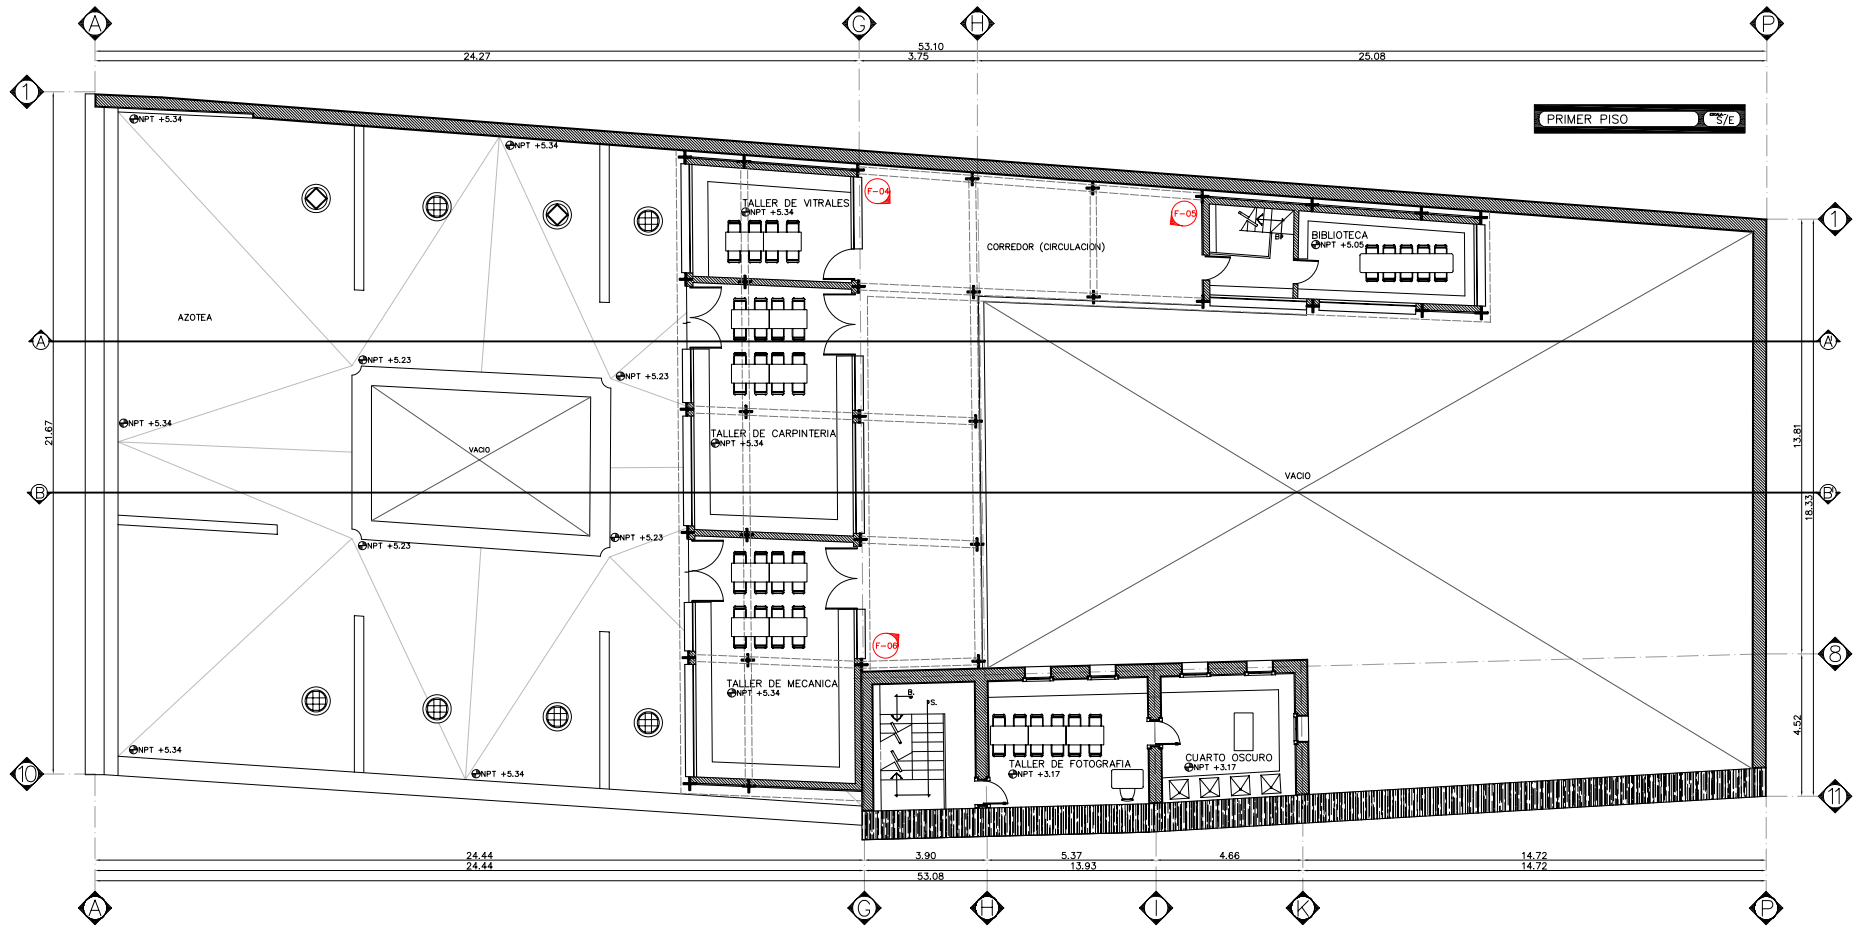 A
G
H
P
53.10
24.27
3.75
25.08
1
PRIMER PISO
S/E
NPT +5.34
NPT +5.34
F-04
TALLER DE VITRALES
NPT +5.34
F-05
1
BIBLIOTECA
NPT +5.05
B.
CORREDOR (CIRCULACION)
AZOTEA
A
A'
NPT +5.23
NPT +5.23
NPT +5.34
21.67
TALLER DE CARPINTERIA
NPT +5.34
13.81
VACIO
VACIO
B
B'
18.33
NPT +5.23
NPT +5.23
F-06
8
TALLER DE MECANICA
NPT +5.34
B.
S.
4.52
NPT +5.34
10
NPT +5.34
TALLER DE FOTOGRAFIA
NPT +3.17
CUARTO OSCURO
NPT +3.17
11
24.44
3.90
5.37
4.66
14.72
24.44
13.93
14.72
53.08
A
G
H
I
K
P